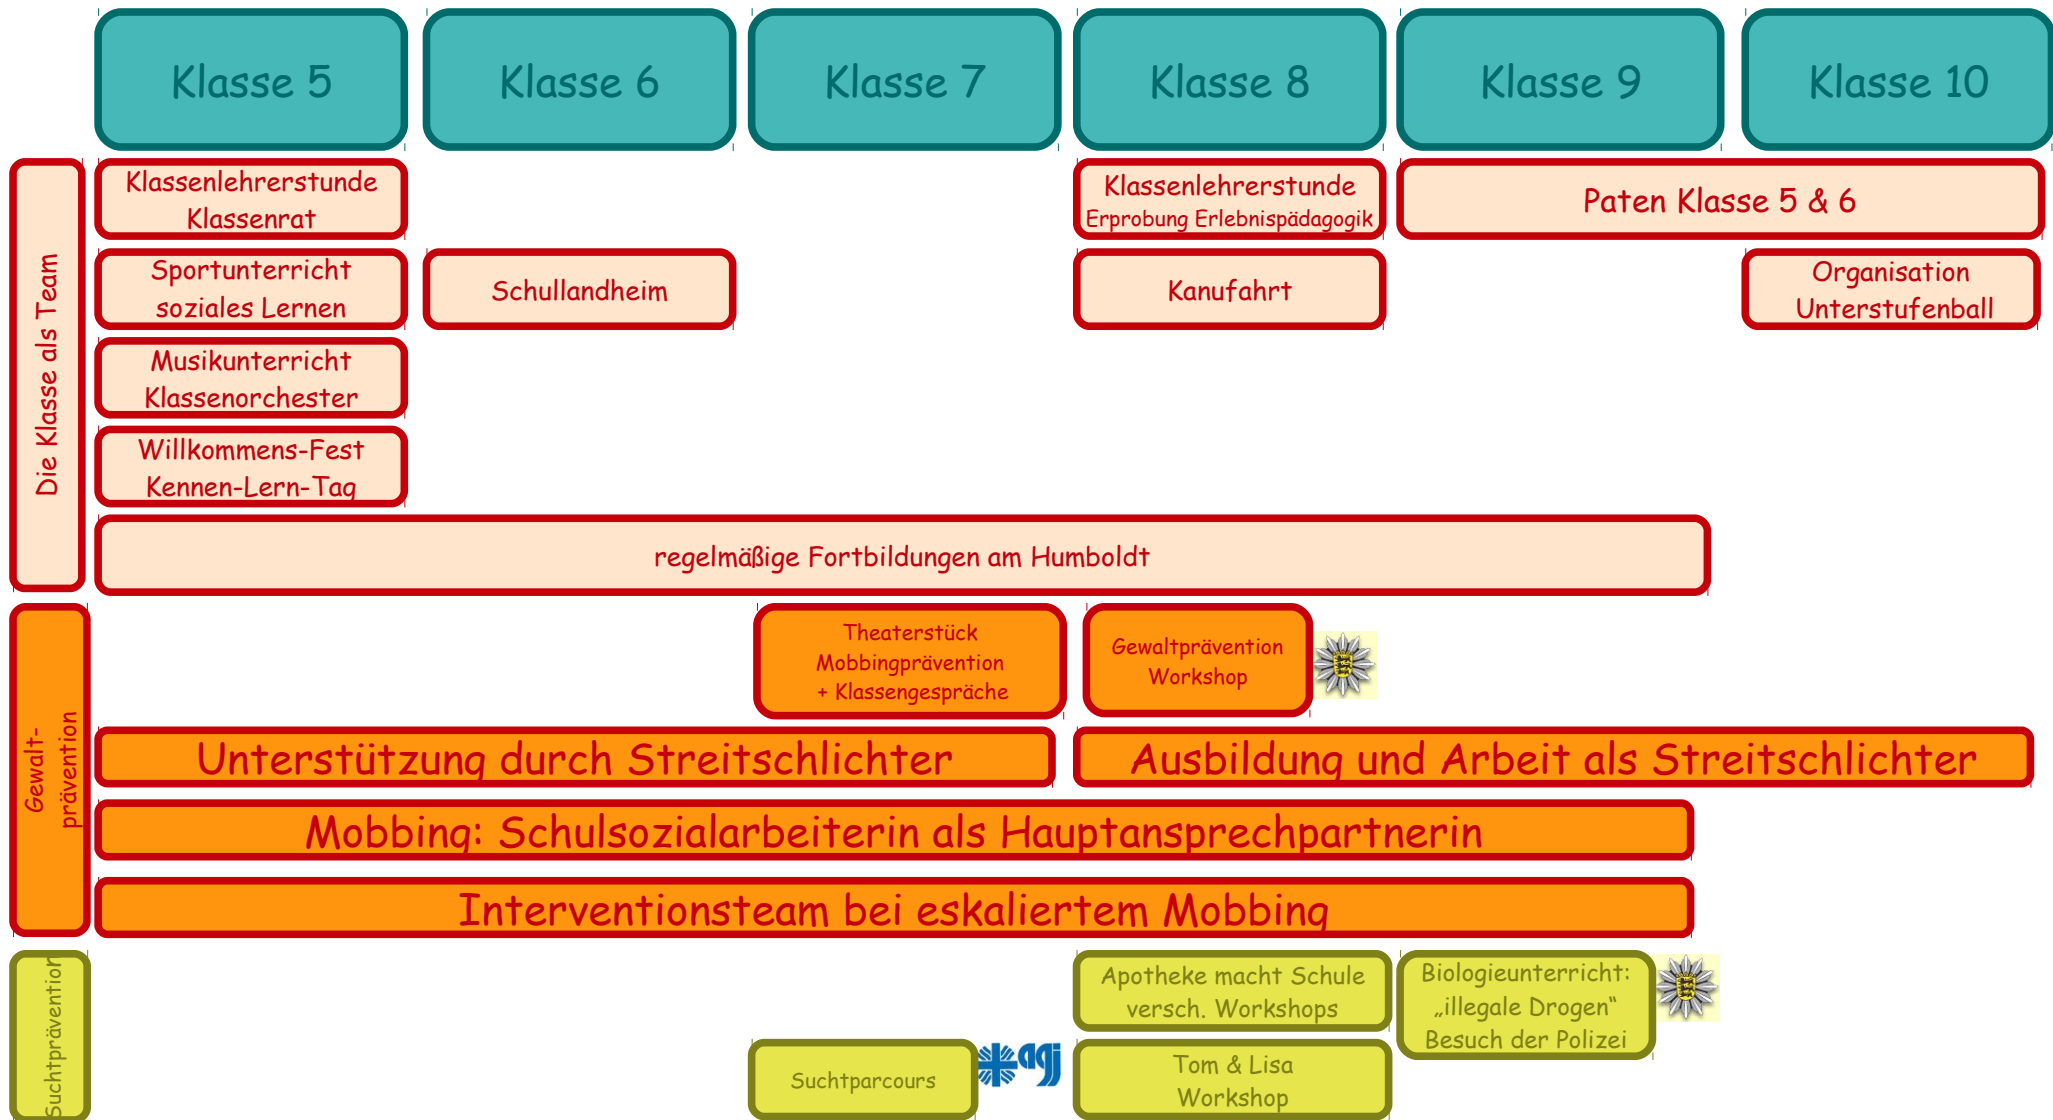 Klasse 5
Klasse 6
Klasse 7
Klasse 8
Klasse 9
Klasse 10
Die Klasse als Team
Klassenlehrerstunde
Klassenrat
Klassenlehrerstunde
Erprobung Erlebnispädagogik
Paten Klasse 5 & 6
Sportunterricht
soziales Lernen
Schullandheim
Kanufahrt
Organisation
Unterstufenball
Musikunterricht
Klassenorchester
Willkommens-Fest
Kennen-Lern-Tag
regelmäßige Fortbildungen am Humboldt
Gewalt-
prävention
Theaterstück
Mobbingprävention
+ Klassengespräche
Gewaltprävention
Workshop
Unterstützung durch Streitschlichter
Ausbildung und Arbeit als Streitschlichter
Mobbing: Schulsozialarbeiterin als Hauptansprechpartnerin
Interventionsteam bei eskaliertem Mobbing
Suchtprävention
Apotheke macht Schule
versch. Workshops
Biologieunterricht:
„illegale Drogen“
Besuch der Polizei
Suchtparcours
agj
Tom & Lisa
Workshop